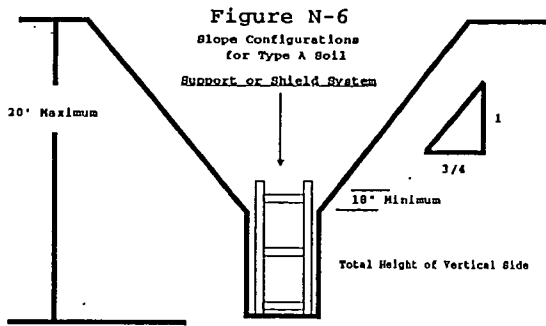 Figure N-6
Slope Configurations
for Type A Soil
Support or Shield System
20' Maximum
1
3/4
18" Minimum
Total Height of Vertical Side